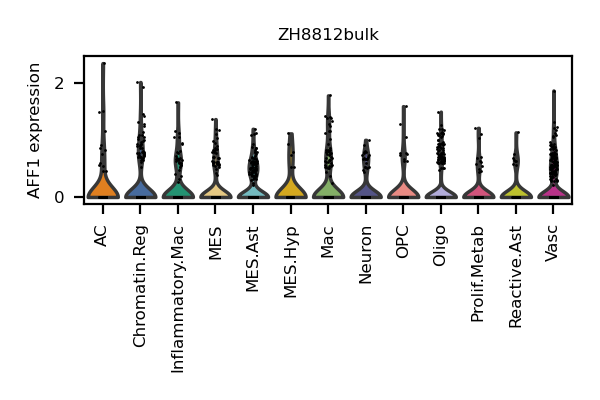 ZH8812bulk
AFF1 expression
2
0
AC
Chromatin.Reg
Inflammatory.Mac
MES
MES.Ast
MES.Hyp
Mac
Neuron
OPC
Oligo
Prolif.Metab
Reactive.Ast
Vasc